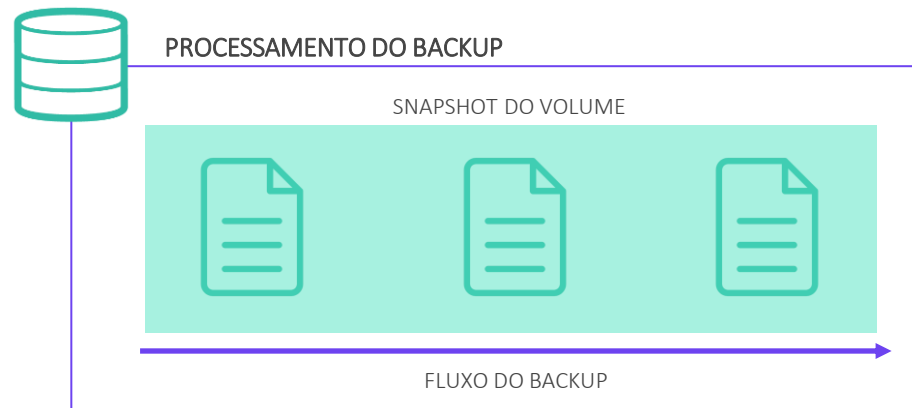 PROCESSAMENTO DO BACKUP
SNAPSHOT DO VOLUME
FLUXO DO BACKUP